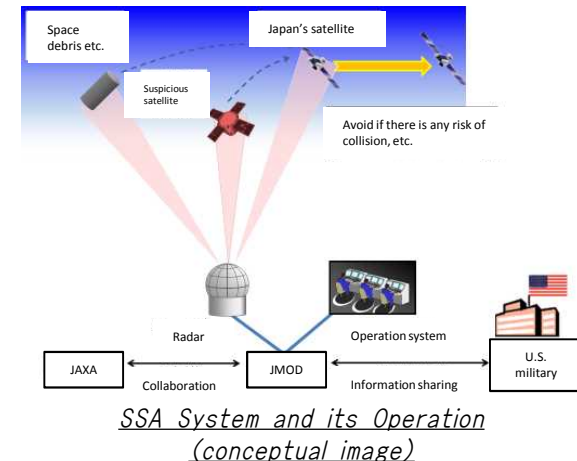 Space
debris etc.
Japan's satellite
Suspicious
satellite
Avoid if there is any risk of
collision, etc.
Radar
Operation system
JAXA
JMOD
U.S.
military
Collaboration
Information sharing
SSA System and its Operation
(conceptual image)